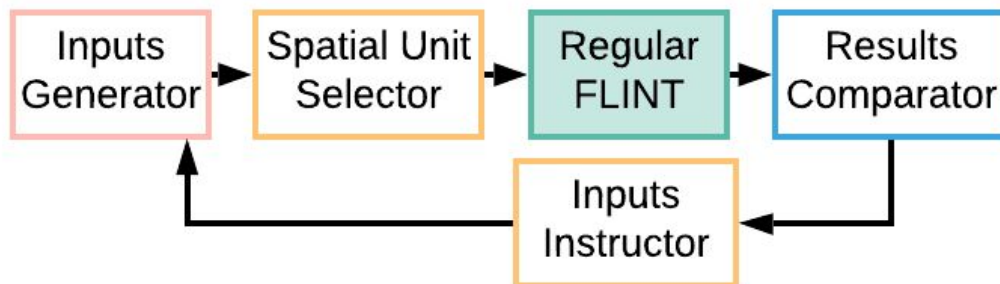 Inputs
Generator
Spatial Unit
Selector
Regular
FLINT
Results
Comparator
Inputs
Instructor